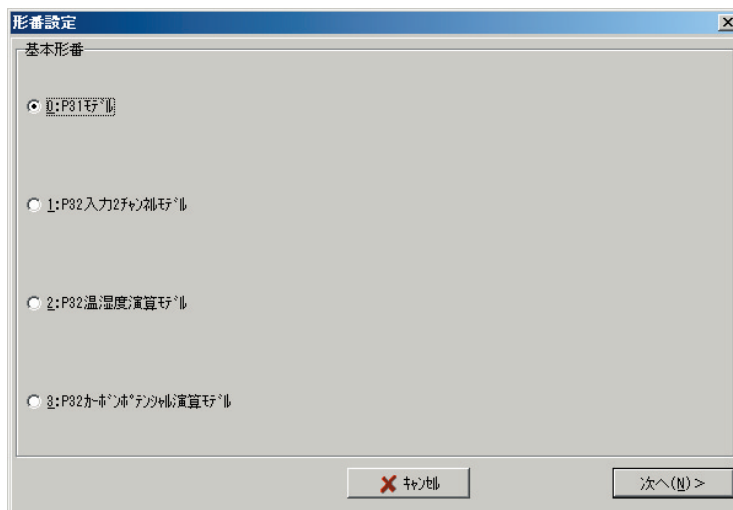 形番設定
基本形番
0:P31ﾓﾃﾞﾙ
1:P32入力2ﾁｬﾝﾈﾙﾓﾃﾞﾙ
2:P32温湿度演算ﾓﾃﾞﾙ
3:P32ｶｰﾎﾞﾝﾎﾟﾃﾝｼｬﾙ演算ﾓﾃﾞﾙ
ｷｬﾝｾﾙ
次へ(N)>